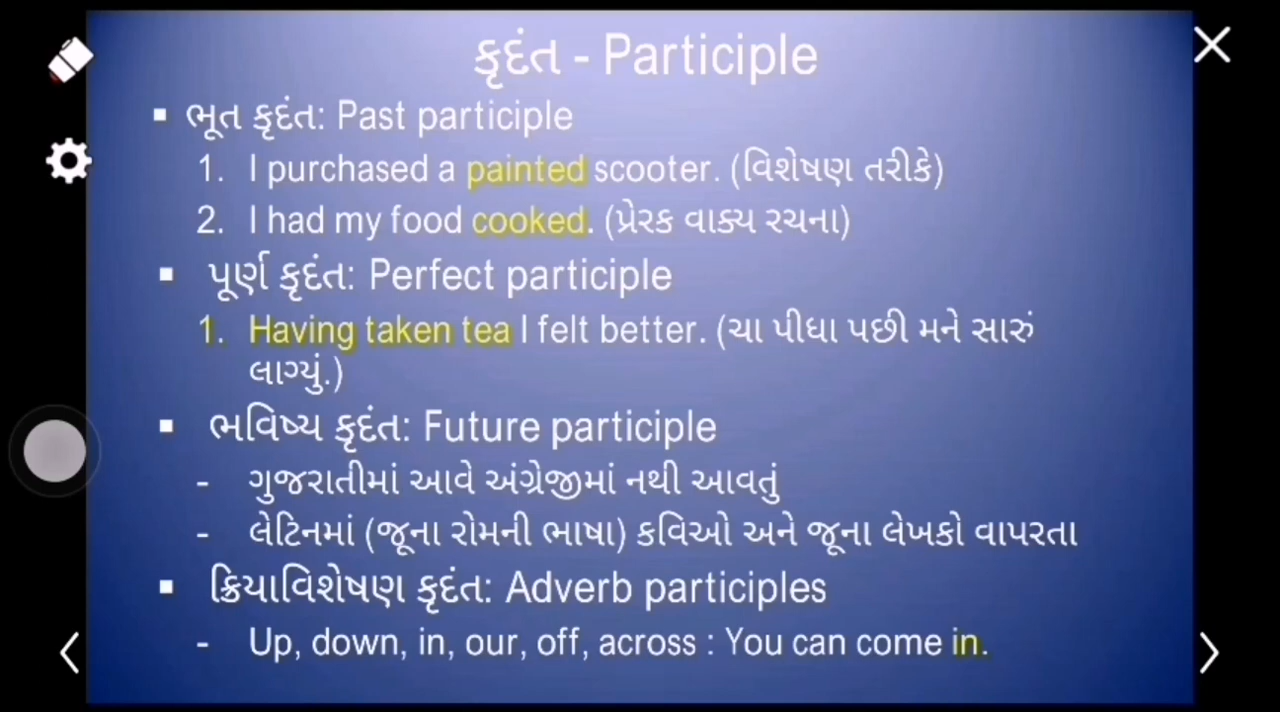 કૃદંત - Participle
▪ ભૂત કૃદંત: Past participle
1. I purchased a painted scooter. (વિશેષણ તરીકે)
2. I had my food cooked. (પ્રેરક વાક્ય રચના)
▪ પૂર્ણ કૃદંત: Perfect participle
1. Having taken tea I felt better. (ચા પીધા પછી મને સારું
લાગ્યું.)
▪ ભવિષ્ય કૃદંત: Future participle
- ગુજરાતીમાં આવે અંગ્રેજીમાં નથી આવતું
- લેટિનમાં (જૂના રોમની ભાષા) કવિઓ અને જૂના લેખકો વાપરતા
▪ ક્રિયાવિશેષણ કૃદંત: Adverb participles
- Up, down, in, our, off, across : You can come in.